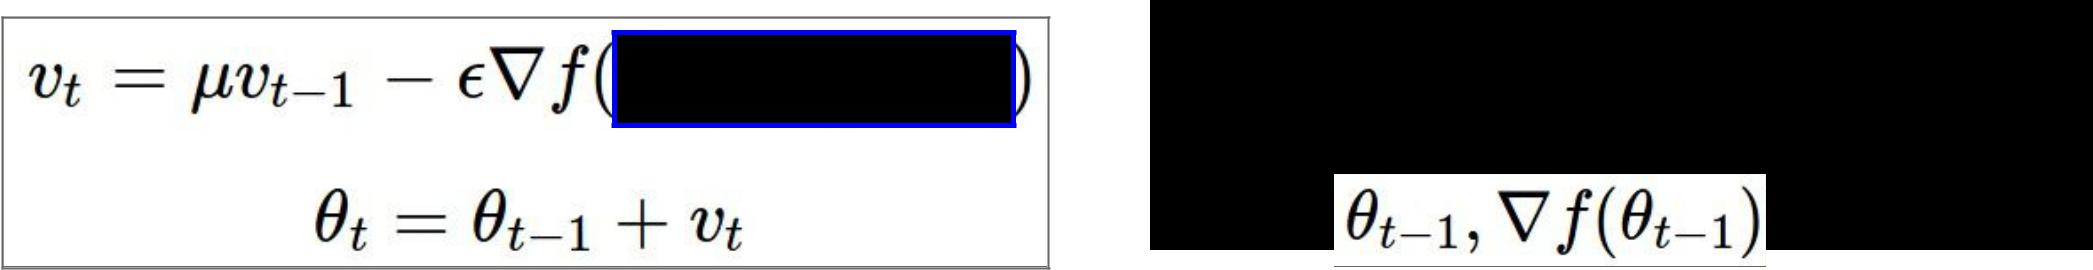 v_t = μv_{t−1} − ϵ∇f( )
θ_t = θ_{t−1} + v_t
θ_{t−1}, ∇f(θ_{t−1})